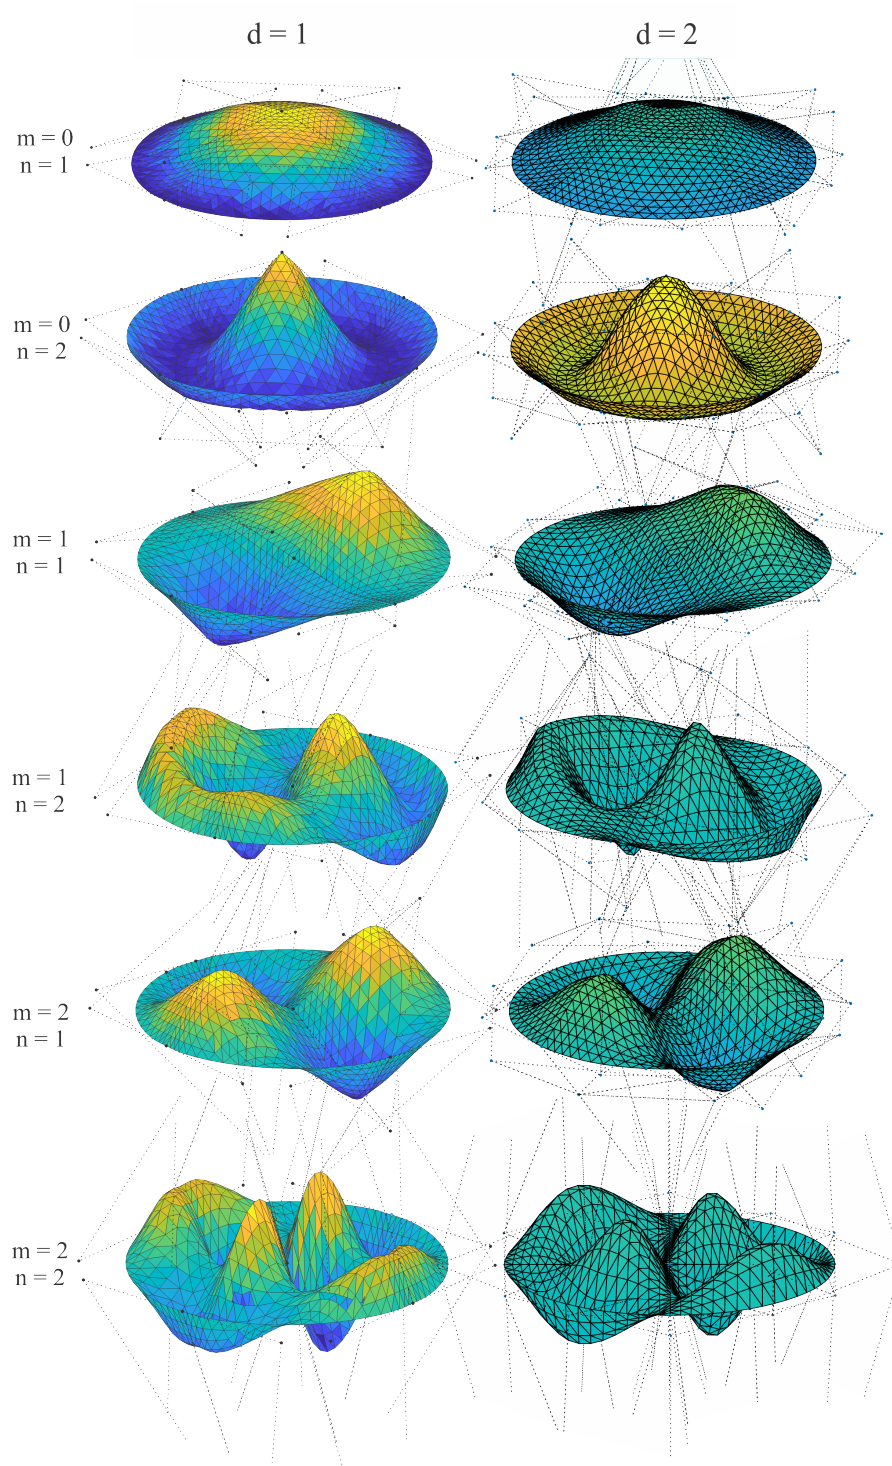 d = 1
d = 2
m = 0
n = 1
m = 0
n = 2
m = 1
n = 1
m = 1
n = 2
m = 2
n = 1
m = 2
n = 2